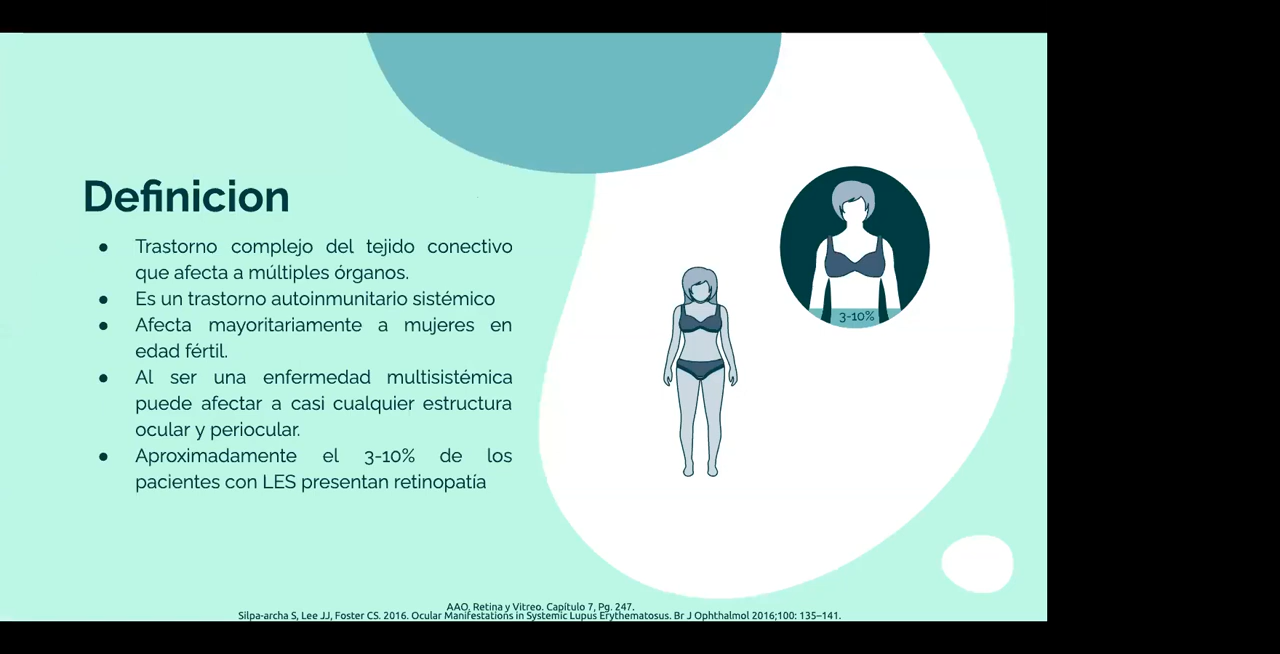 Definicion
● Trastorno complejo del tejido conectivo
que afecta a múltiples órganos.
● Es un trastorno autoinmunitario sistémico
● Afecta mayoritariamente a mujeres en
edad fértil.
● Al ser una enfermedad multisistémica
puede afectar a casi cualquier estructura
ocular y periocular.
● Aproximadamente el 3-10% de los
pacientes con LES presentan retinopatía
3-10%
AAO, Retina y Vitreo. Capítulo 7, Pg. 247.
Silpa-archa S, Lee JJ, Foster CS. 2016. Ocular Manifestations in Systemic Lupus Erythematosus. Br J Ophthalmol 2016;100: 135–141.